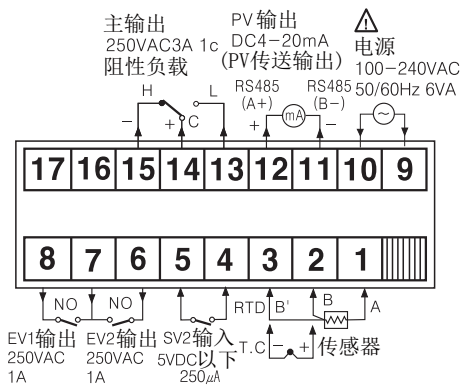 主输出
250VAC3A 1c
阻性负载
PV输出
DC4-20mA
(PV传送输出)
电源
100-240VAC
50/60Hz 6VA
H
L
C
−
+
RS485
(A+)
RS485
(B-)
+
mA
−
~
17 16 15 14 13 12 11 10 9
8 7 6 5 4 3 2 1
NO
NO
EV1输出
250VAC
1A
EV2输出
250VAC
1A
SV2输入
5VDC以下
250μA
RTD
B'
B
A
T.C
−
+
传感器